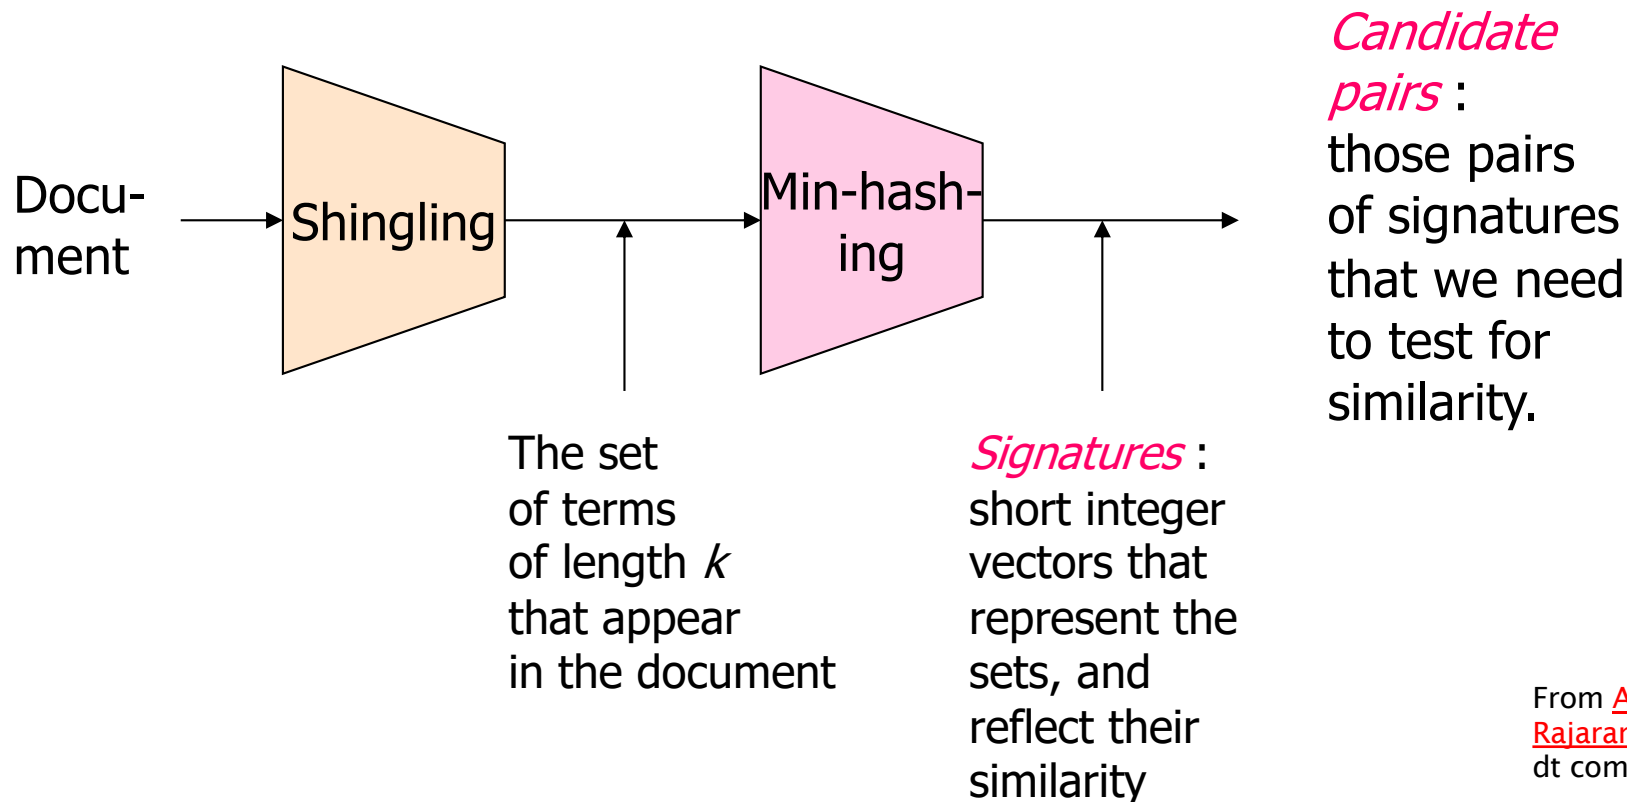 Docu-
ment
Shingling
The set
of terms
of length k
that appear
in the document
Min-hash-
ing
Signatures :
short integer
vectors that
represent the
sets, and
reflect their
similarity
Candidate
pairs :
those pairs
of signatures
that we need
to test for
similarity.
From
dt